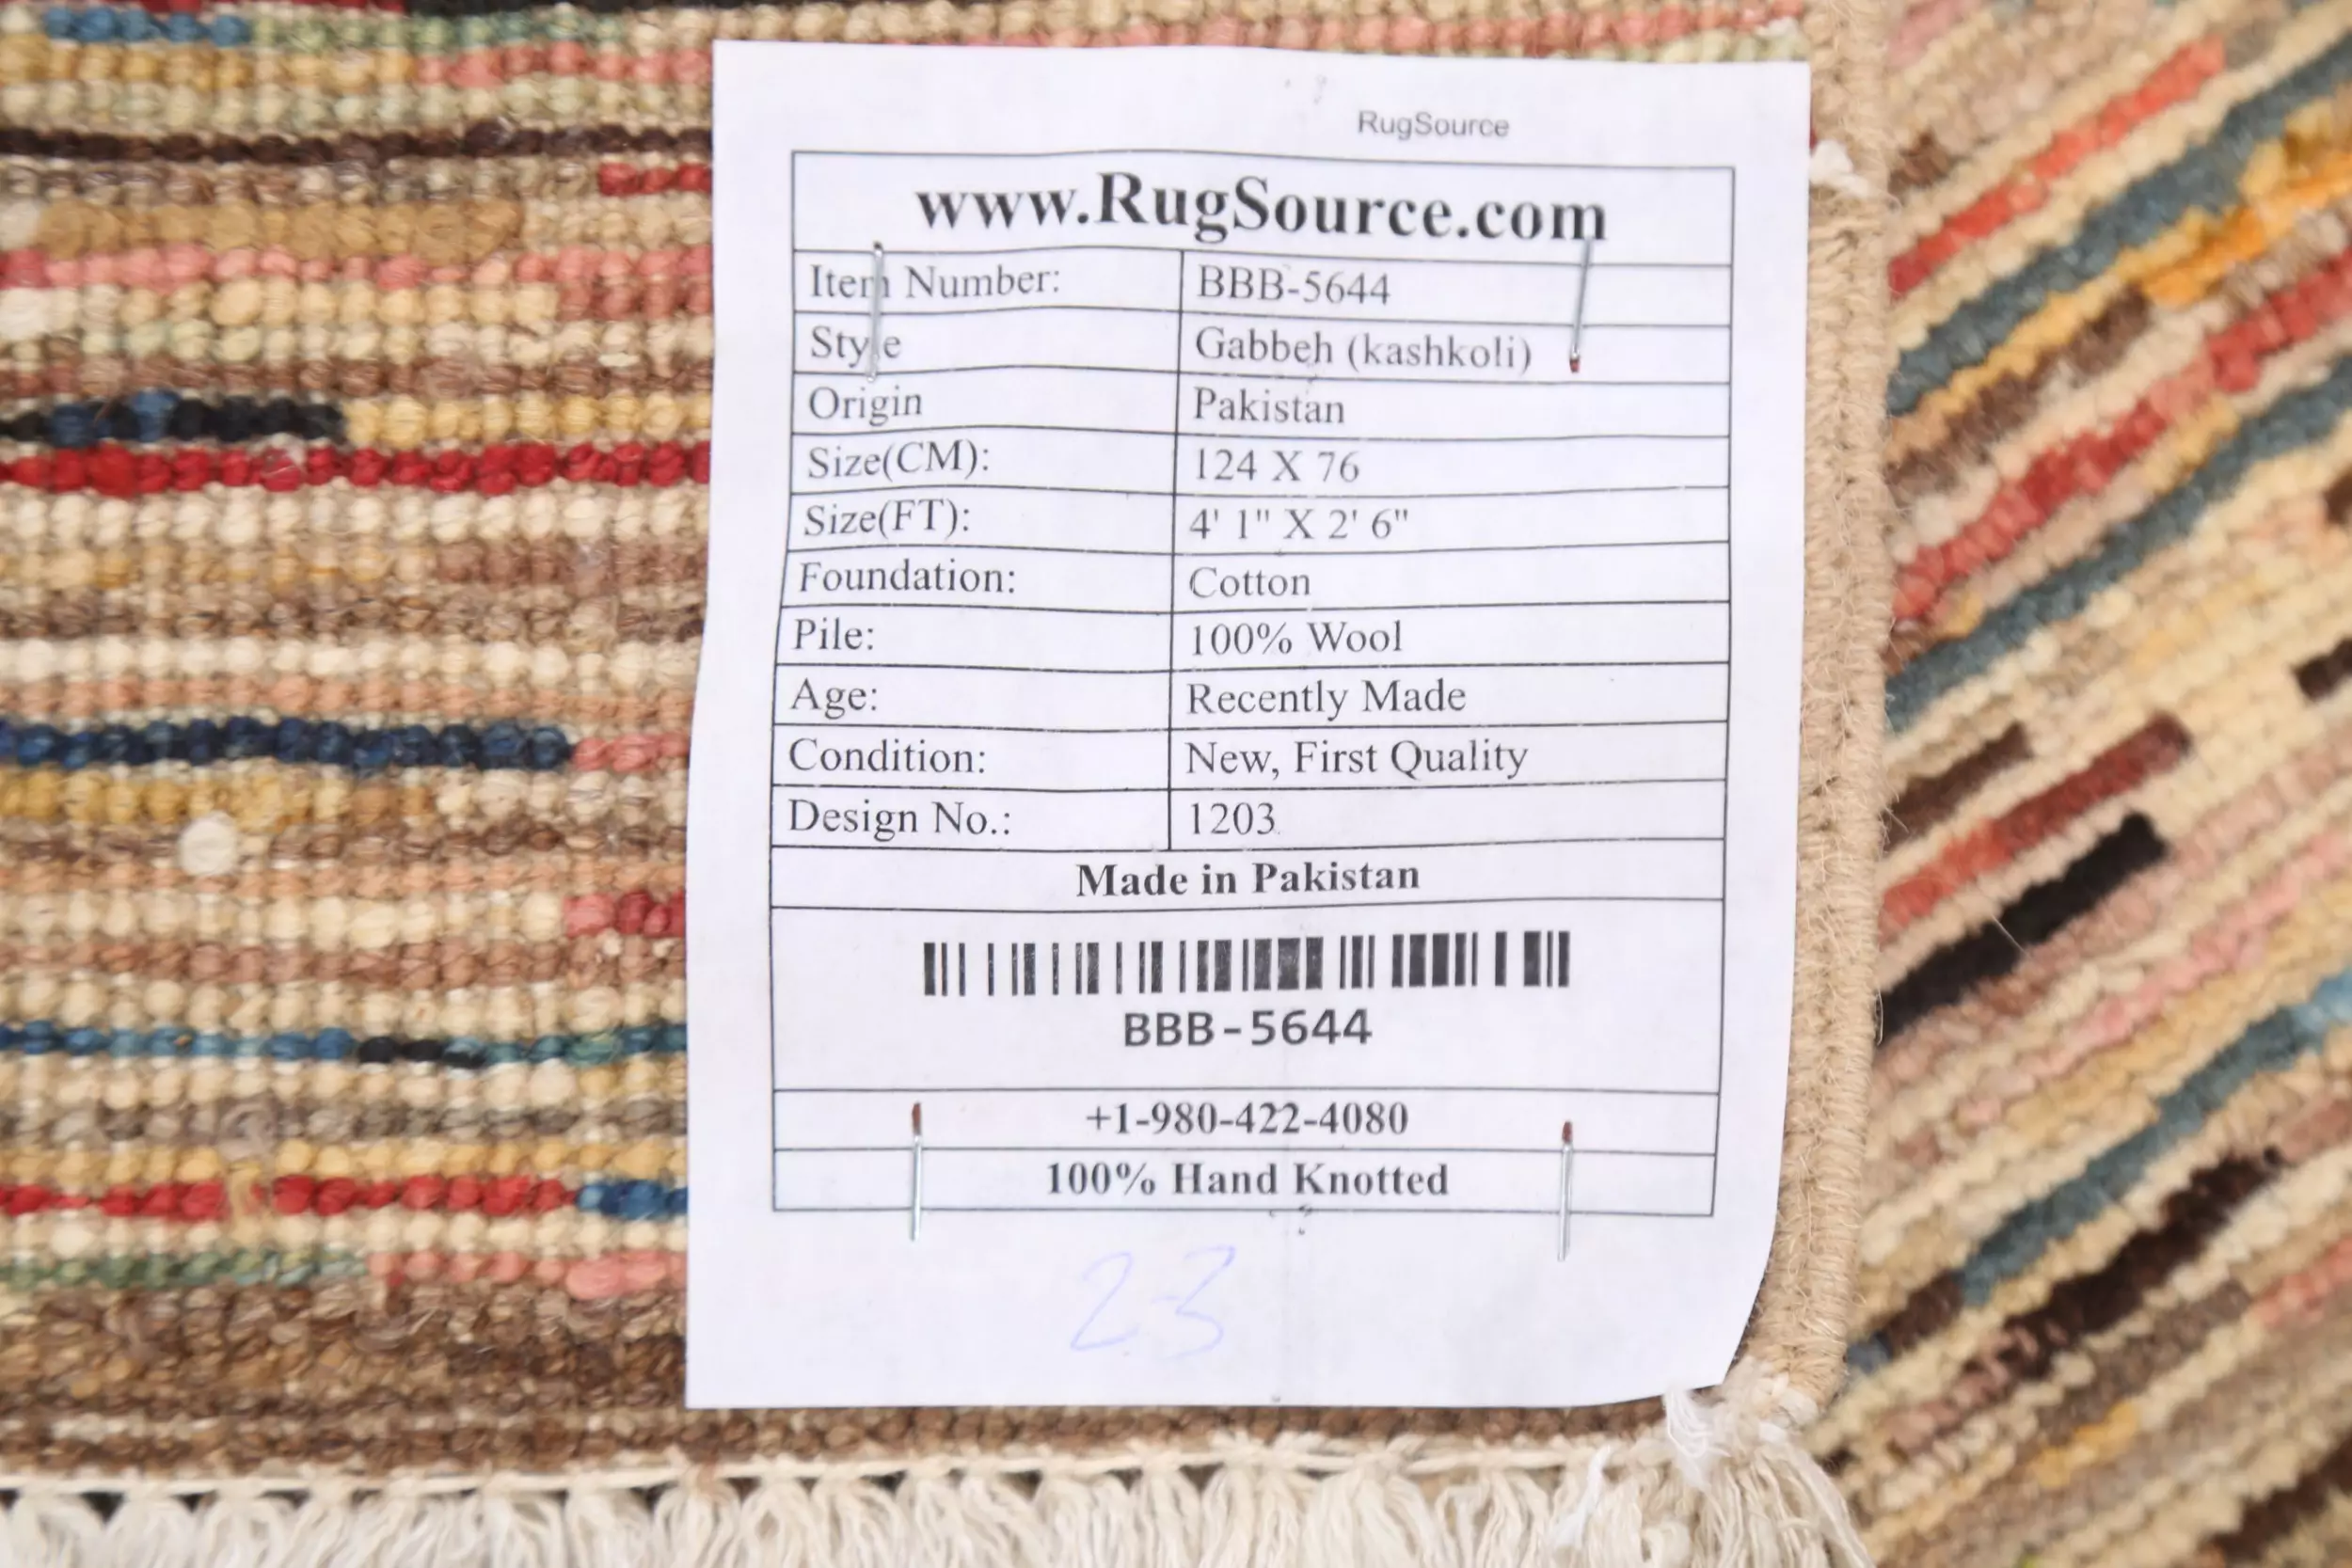 RugSource
www.RugSource.com
Item Number: BBB-5644
Style Gabbeh (kashkoli)
Origin Pakistan
Size(CM): 124 X 76
Size(FT): 4' 1" X 2' 6"
Foundation: Cotton
Pile: 100% Wool
Age: Recently Made
Condition: New, First Quality
Design No.: 1203
Made in Pakistan
BBB-5644
+1-980-422-4080
100% Hand Knotted
23